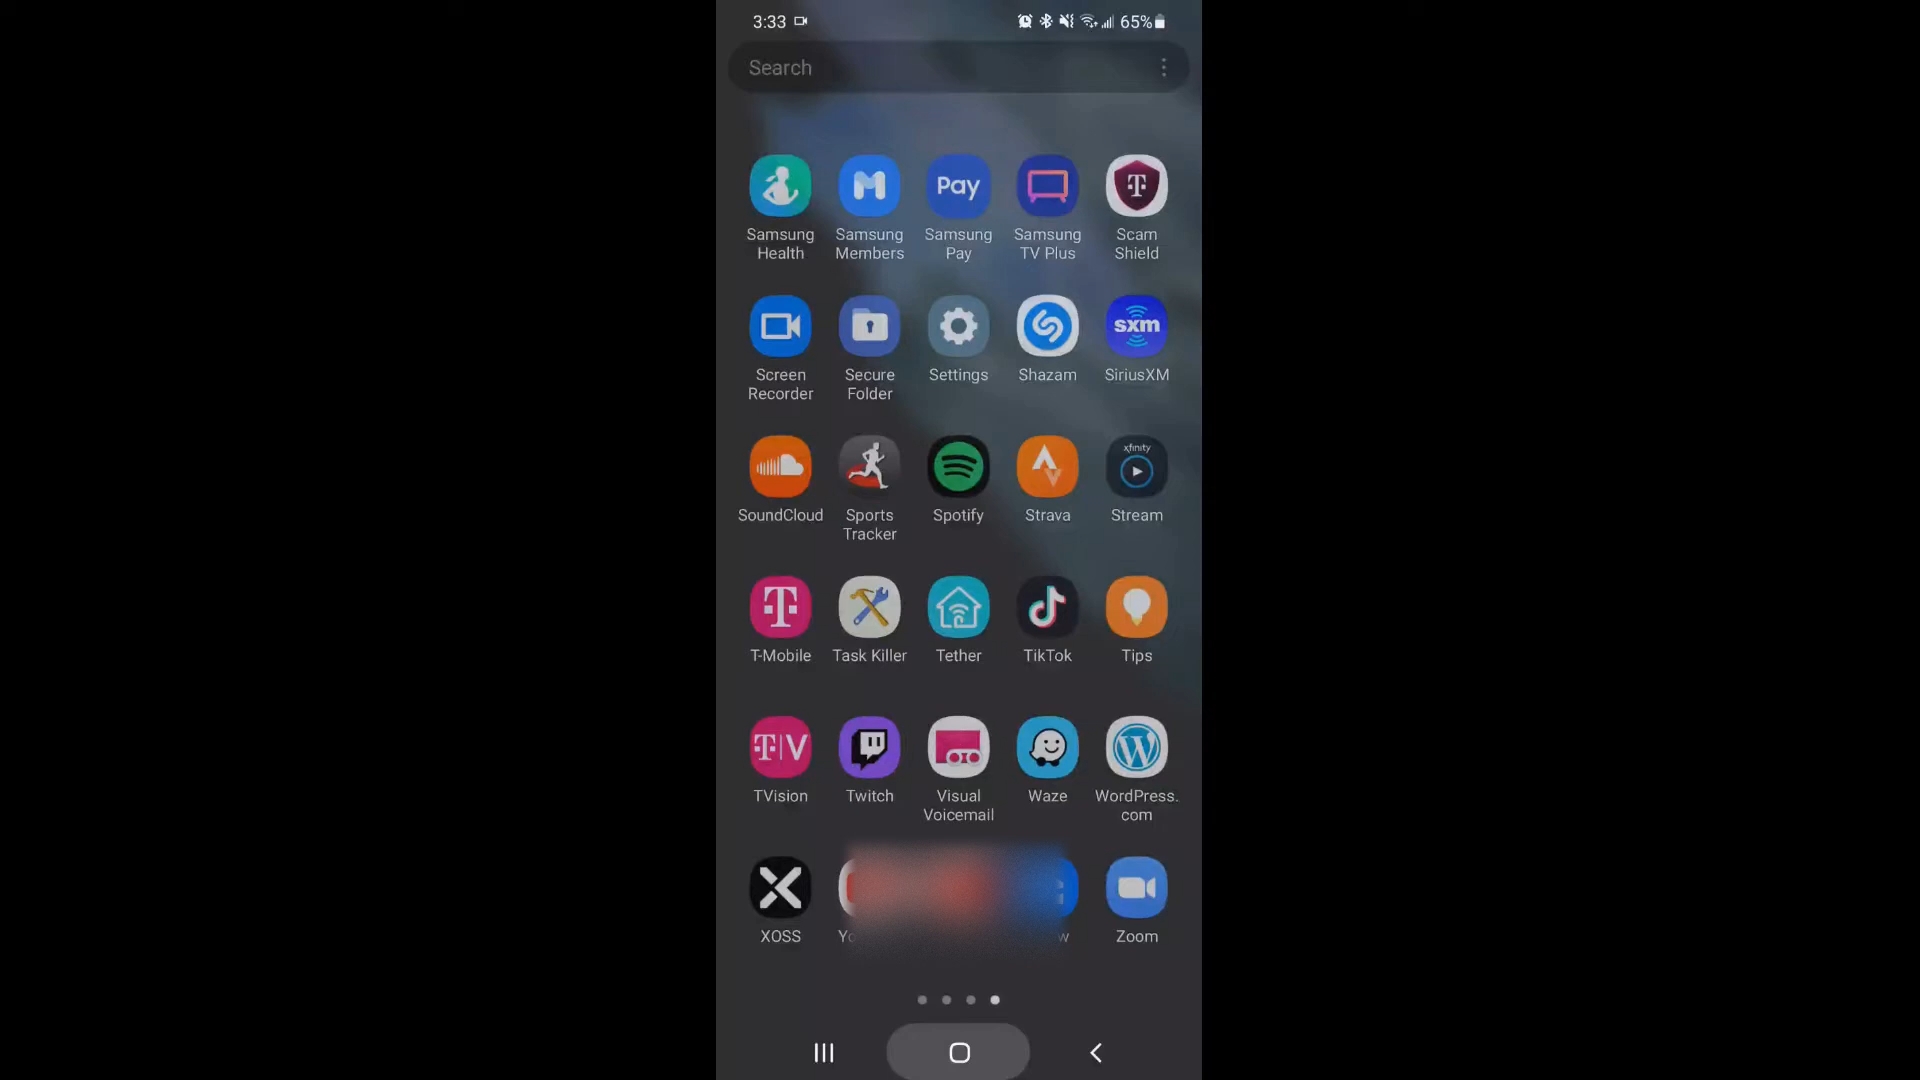 3:33
65%
Search
Pay
Samsung Health
Samsung Members
Samsung Pay
Samsung TV Plus
Scam Shield
sxm
Screen Recorder
Secure Folder
Settings
Shazam
SiriusXM
xfinity
SoundCloud
Sports Tracker
Spotify
Strava
Stream
T
T-Mobile
Task Killer
Tether
TikTok
Tips
T|V
TVision
Twitch
Visual Voicemail
Waze
WordPress.com
XOSS
Zoom